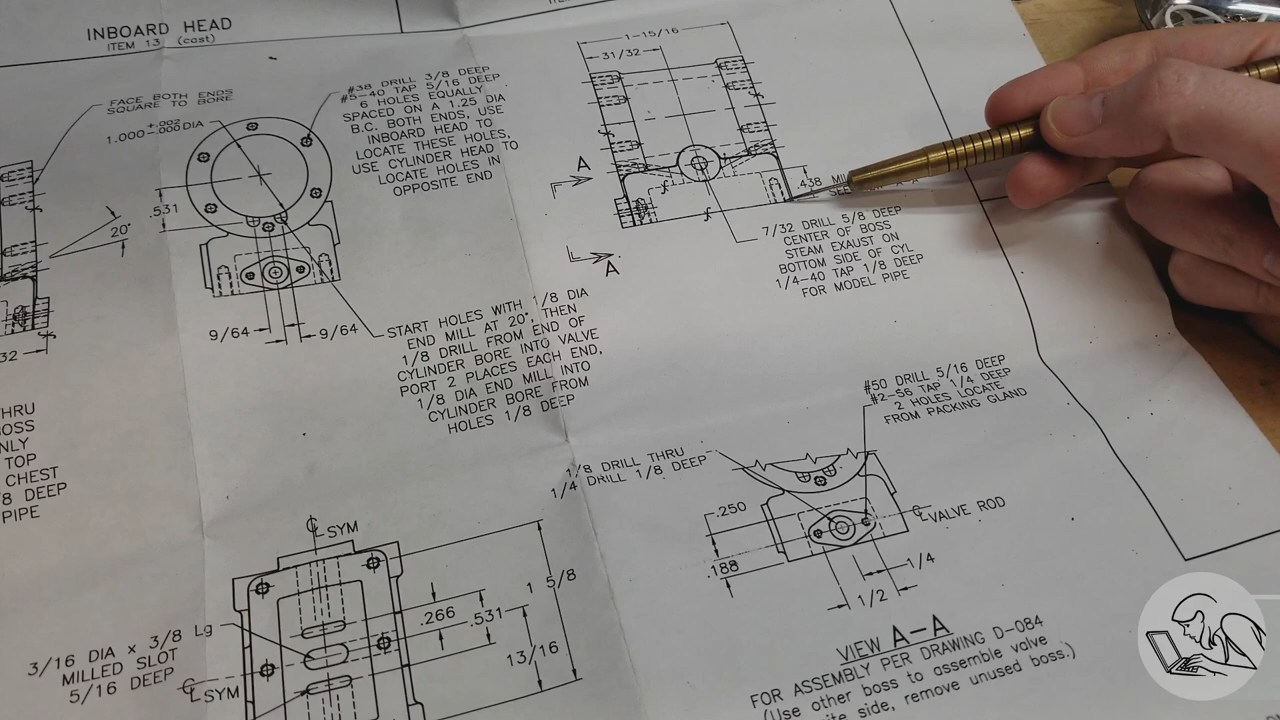 INBOARD HEAD
ITEM 13 (cast)
FACE BOTH ENDS
SQUARE TO BORE
1.000 +.002 -.000 DIA
#38 DRILL 3/8 DEEP
#5-40 TAP 5/16 DEEP
6 HOLES EQUALLY
SPACED ON A 1.25 DIA
B.C. BOTH ENDS, USE
INBOARD HEAD TO
LOCATE THESE HOLES,
USE CYLINDER HEAD TO
LOCATE HOLES IN
OPPOSITE END
.531
20°
9/64
9/64
START HOLES WITH 1/8 DIA
END MILL AT 20°, THEN
1/8 DRILL FROM END OF
CYLINDER BORE INTO VALVE
PORT 2 PLACES EACH END,
1/8 DIA END MILL INTO
CYLINDER BORE FROM
HOLES 1/8 DEEP
1-15/16
31/32
A
A
.438
7/32 DRILL 5/8 DEEP
CENTER OF BOSS
STEAM EXAUST ON
BOTTOM SIDE OF CYL
1/4-40 TAP 1/8 DEEP
FOR MODEL PIPE
32
THRU
TOP
CHEST
DEEP
PIPE
#50 DRILL 5/16 DEEP
#2-56 TAP 1/4 DEEP
2 HOLES LOCATE
FROM PACKING GLAND
1/8 DRILL THRU
1/4 DRILL 1/8 DEEP
.250
.188
℄ VALVE ROD
1/4
1/2
VIEW A-A
FOR ASSEMBLY PER DRAWING D-084
(Use other boss to assemble valve
side, remove unused boss.)
℄ SYM
1 5/8
.266
.531
13/16
3/16 DIA × 3/8 Lg
MILLED SLOT
5/16 DEEP
℄ SYM